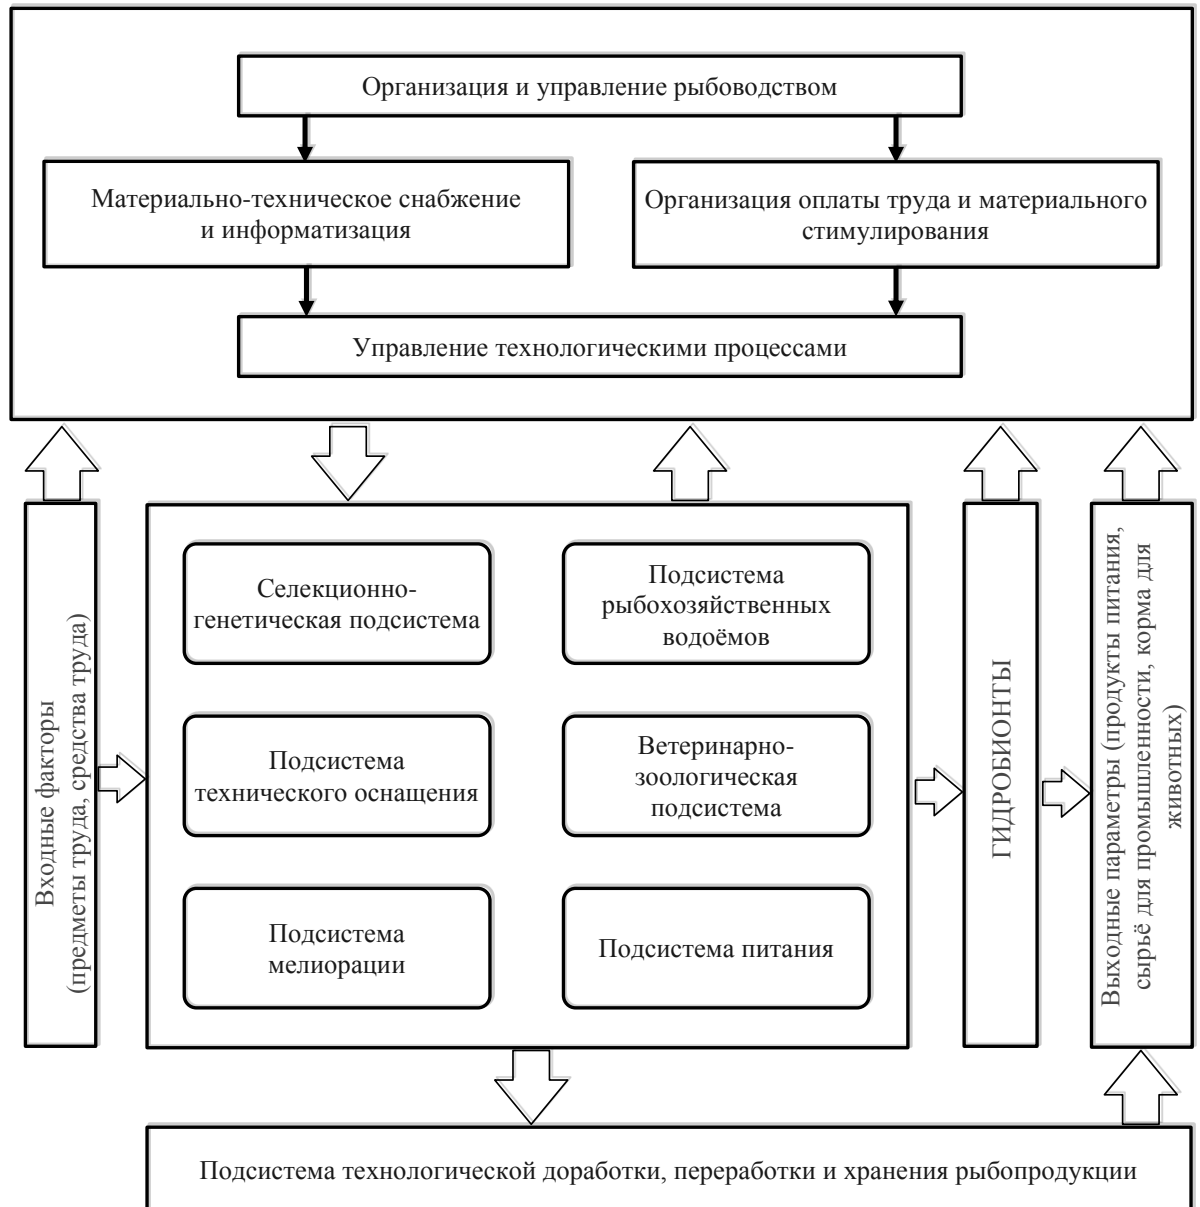 Организация и управление рыбоводством
Материально-техническое снабжение
и информатизация
Организация оплаты труда и материального
стимулирования
Управление технологическими процессами
Входные факторы
(предметы труда, средства труда)
Селекционно-
генетическая подсистема
Подсистема
рыбохозяйственных
водоёмов
Подсистема
технического оснащения
Ветеринарно-
зоологическая
подсистема
Подсистема
мелиорации
Подсистема питания
ГИДРОБИОНТЫ
Выходные параметры (продукты питания,
сырьё для промышленности, корма для
животных)
Подсистема технологической доработки, переработки и хранения рыбопродукции